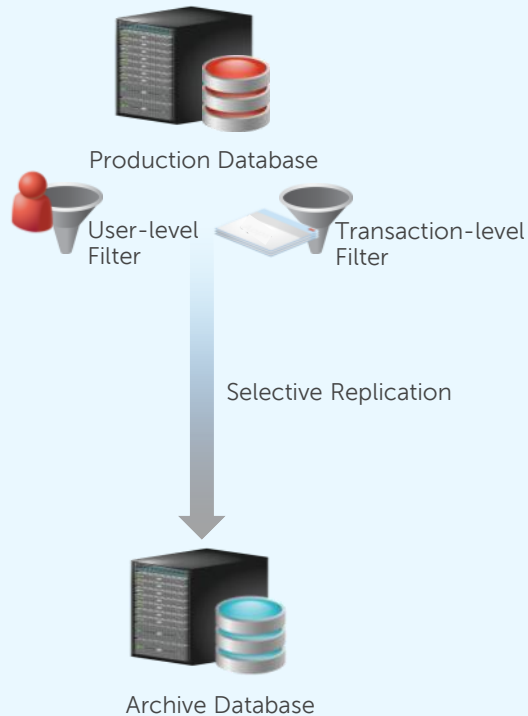 Production Database
User-level
Filter
Transaction-level
Filter
Selective Replication
Archive Database